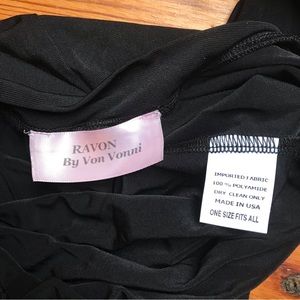 RAVON
By Von Vonni
IMPORTED FABRIC
100 % POLYAMIDE
DRY CLEAN ONLY
MADE IN USA
ONE SIZE FITS ALL